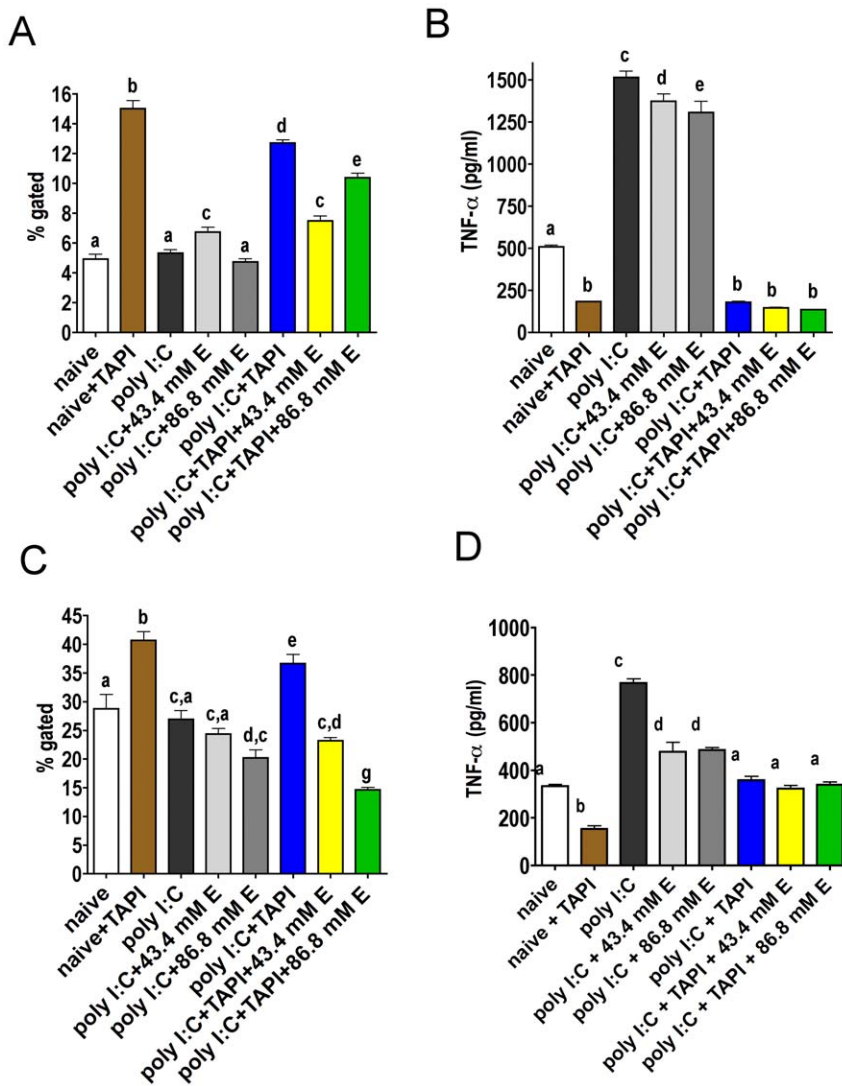 A
% gated
16
14
12
10
8
6
4
2
0
a
b
a
c
a
d
c
e
naive
naive+TAPI
poly I:C
poly I:C+43.4 mM E
poly I:C+86.8 mM E
poly I:C+TAPI
poly I:C+TAPI+43.4 mM E
poly I:C+TAPI+86.8 mM E
B
TNF-α (pg/ml)
1500
1250
1000
750
500
250
0
a
b
c
d
e
b
b
b
naive
naive+TAPI
poly I:C
poly I:C+43.4 mM E
poly I:C+86.8 mM E
poly I:C+TAPI
poly I:C+TAPI+43.4 mM E
poly I:C+TAPI+86.8 mM E
C
% gated
45
40
35
30
25
20
15
10
5
0
a
b
c,a
c,a
d,c
e
c,d
g
naive
naive+TAPI
poly I:C
poly I:C+43.4 mM E
poly I:C+86.8 mM E
poly I:C+TAPI
poly I:C+TAPI+43.4 mM E
poly I:C+TAPI+86.8 mM E
D
TNF-α (pg/ml)
1000
800
600
400
200
0
a
b
c
d
d
a
a
a
naive
naive + TAPI
poly I:C
poly I:C + 43.4 mM E
poly I:C + 86.8 mM E
poly I:C + TAPI
poly I:C + TAPI + 43.4 mM E
poly I:C + TAPI + 86.8 mM E